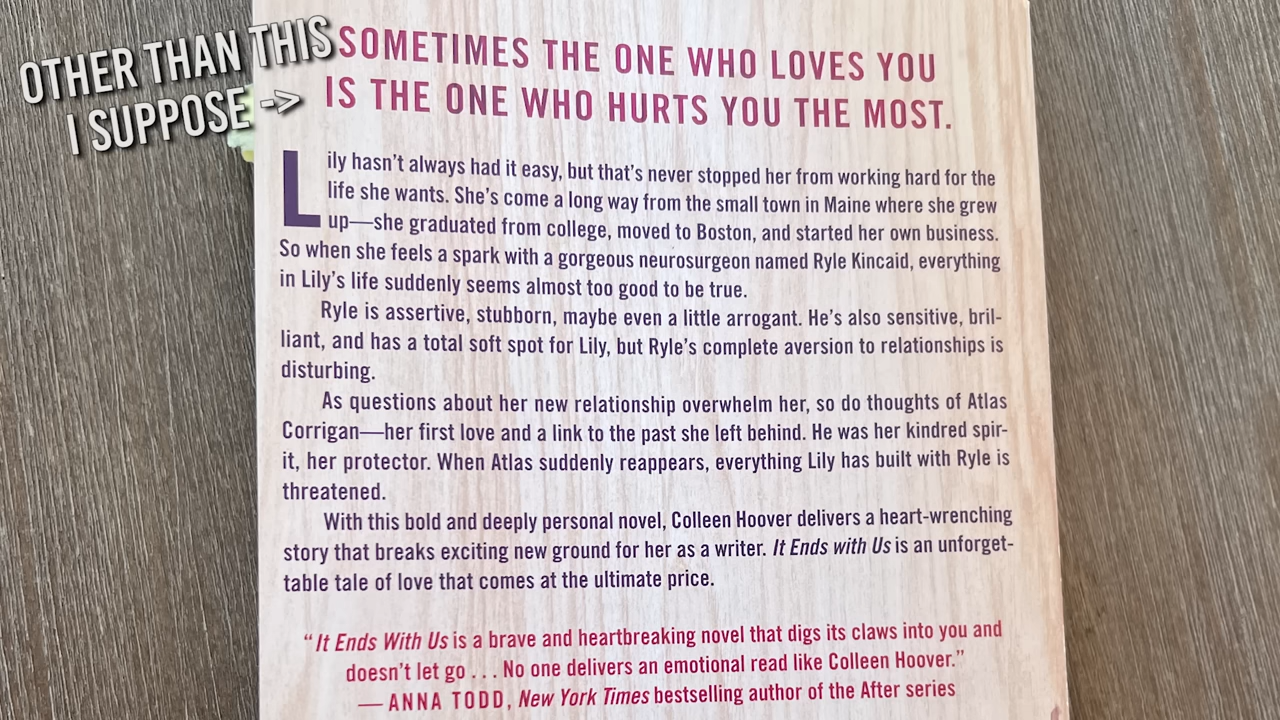 OTHER THAN THIS
I SUPPOSE ->
SOMETIMES THE ONE WHO LOVES YOU
IS THE ONE WHO HURTS YOU THE MOST.
Lily hasn't always had it easy, but that's never stopped her from working hard for the
life she wants. She's come a long way from the small town in Maine where she grew
up—she graduated from college, moved to Boston, and started her own business.
So when she feels a spark with a gorgeous neurosurgeon named Ryle Kincaid, everything
in Lily's life suddenly seems almost too good to be true.
Ryle is assertive, stubborn, maybe even a little arrogant. He's also sensitive, bril-
liant, and has a total soft spot for Lily, but Ryle's complete aversion to relationships is
disturbing.
As questions about her new relationship overwhelm her, so do thoughts of Atlas
Corrigan—her first love and a link to the past she left behind. He was her kindred spir-
it, her protector. When Atlas suddenly reappears, everything Lily has built with Ryle is
threatened.
With this bold and deeply personal novel, Colleen Hoover delivers a heart-wrenching
story that breaks exciting new ground for her as a writer. It Ends with Us is an unforget-
table tale of love that comes at the ultimate price.
"It Ends With Us is a brave and heartbreaking novel that digs its claws into you and
doesn't let go . . . No one delivers an emotional read like Colleen Hoover."
— ANNA TODD, New York Times bestselling author of the After series